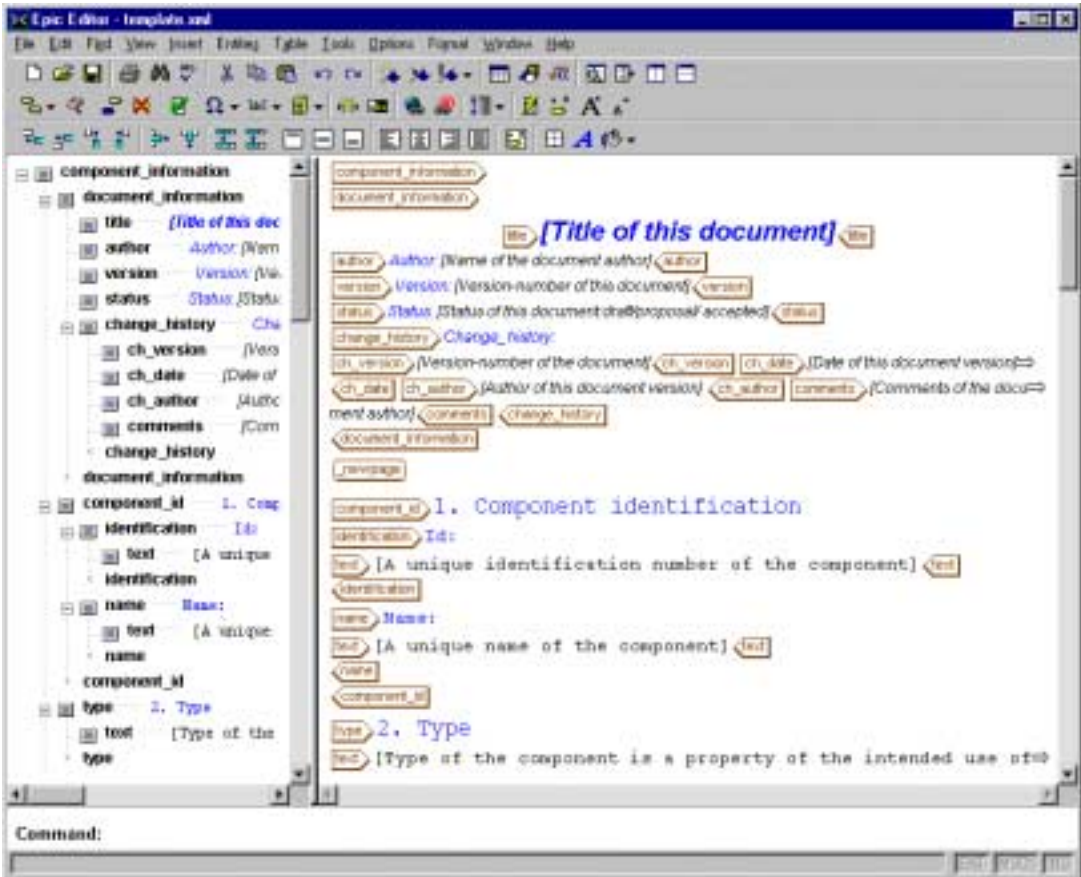 Epic Editor - template.xml
File Edit Find View Insert Entities Table Tools Options Format Window Help
component_information
document_information
title [Title of this doc
author Author: [Nam
version Version: [Ve
status Status: [Statu
change_history Cha
ch_version [Vers
ch_date [Date of
ch_author [Autho
comments [Com
change_history
document_information
component_id 1. Comp
identification Id:
text [A unique
identification
name Name:
text [A unique
name
component_id
type 2. Type
text [Type of the
type
component_information
document_information
title [Title of this document] title
author Author: [Name of the document author] author
version Version: [Version-number of this document] version
status Status: [Status of this document draft/proposal/ accepted] status
change_history Change_history:
ch_version [Version-number of the document] ch_version ch_date [Date of this document version]
ch_date ch_author [Author of this document version] ch_author comments [Comments of the docu
ment author] comments change_history
document_information
_newpage
component_id 1. Component identification
identification Id:
text [A unique identification number of the component] text
identification
name Name:
text [A unique name of the component] text
name
component_id
type 2. Type
text [Type of the component is a property of the intended use of
Command: